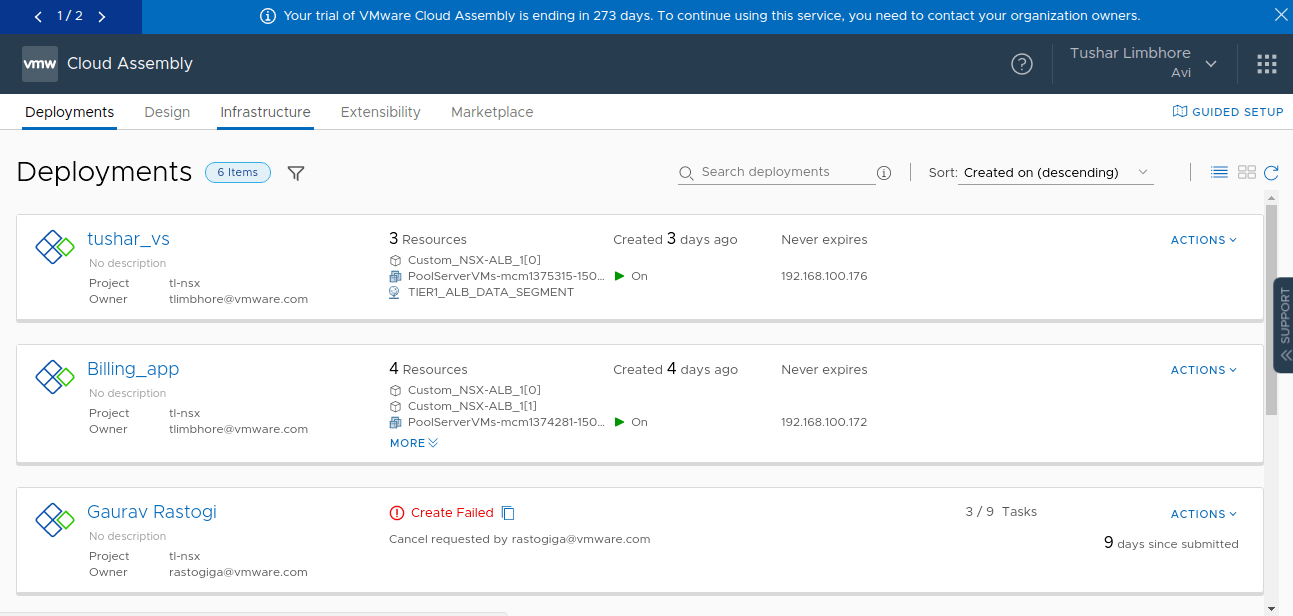 1 / 2
Your trial of VMware Cloud Assembly is ending in 273 days. To continue using this service, you need to contact your organization owners.
vmw Cloud Assembly
Tushar Limbhore
Avi
Deployments Design Infrastructure Extensibility Marketplace GUIDED SETUP
Deployments 6 Items Search deployments Sort: Created on (descending)
tushar_vs 3 Resources Created 3 days ago Never expires ACTIONS
No description Custom_NSX-ALB_1[0]
PoolServerVMs-mcm1375315-150... On 192.168.100.176
Project tl-nsx TIER1_ALB_DATA_SEGMENT
Owner tlimbhore@vmware.com
SUPPORT
Billing_app 4 Resources Created 4 days ago Never expires ACTIONS
No description Custom_NSX-ALB_1[0]
Project tl-nsx Custom_NSX-ALB_1[1]
Owner tlimbhore@vmware.com PoolServerVMs-mcm1374281-150... On 192.168.100.172
MORE
Gaurav Rastogi Create Failed 3 / 9 Tasks ACTIONS
No description Cancel requested by rastogiga@vmware.com 9 days since submitted
Project tl-nsx
Owner rastogiga@vmware.com